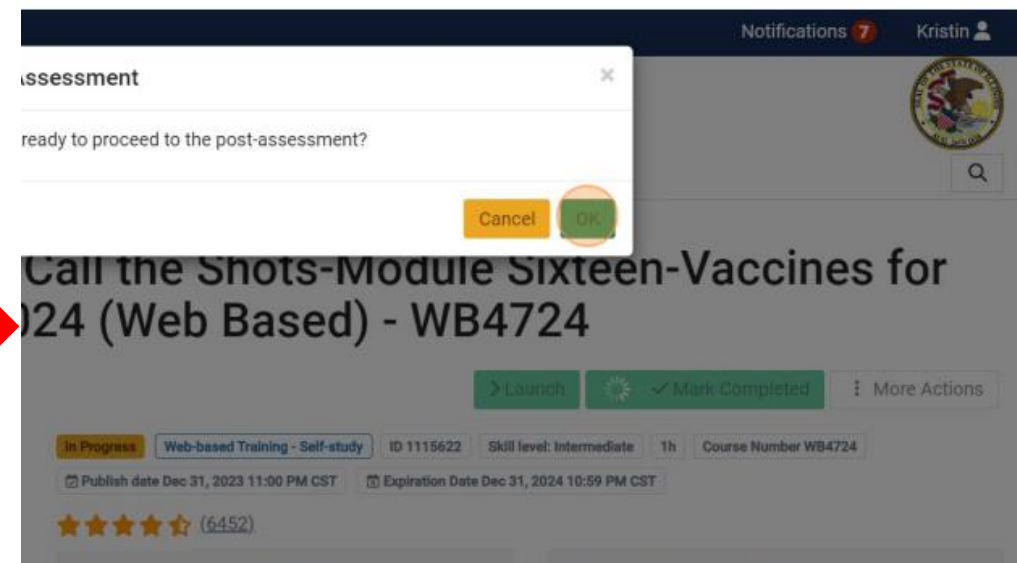 Notifications 7 Kristin
Assessment ×
ready to proceed to the post-assessment?
Cancel OK
Call the Shots-Module Sixteen-Vaccines for
024 (Web Based) - WB4724
Launch Mark Completed More Actions
In Progress Web-based Training - Self-study ID 1115622 Skill level: Intermediate 1h Course Number WB4724
Publish date Dec 31, 2023 11:00 PM CST Expiration Date Dec 31, 2024 10:59 PM CST
(6452)